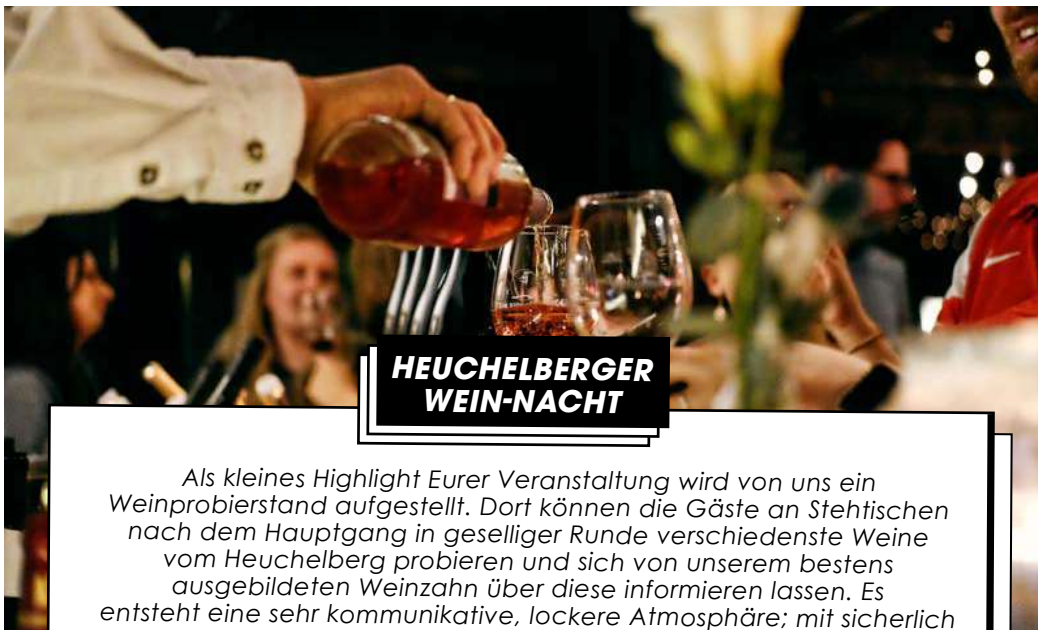 HEUCHELBERGER
WEIN-NACHT
Als kleines Highlight Eurer Veranstaltung wird von uns ein
Weinprobierstand aufgestellt. Dort können die Gäste an Stehtischen
nach dem Hauptgang in geselliger Runde verschiedenste Weine
vom Heuchelberg probieren und sich von unserem bestens
ausgebildeten Weinzahn über diese informieren lassen. Es
entsteht eine sehr kommunikative, lockere Atmosphäre; mit sicherlich